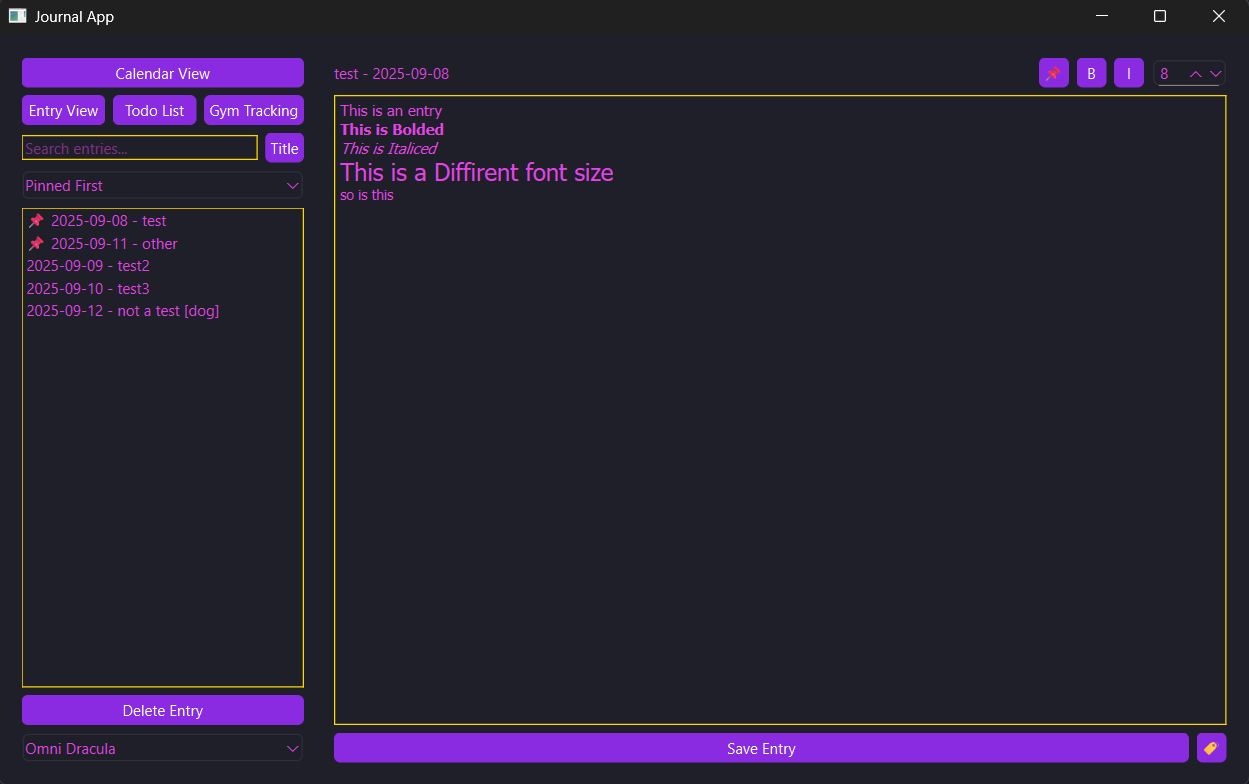 Journal App
Calendar View
Entry View Todo List Gym Tracking
Search entries... Title
Pinned First
2025-09-08 - test
2025-09-11 - other
2025-09-09 - test2
2025-09-10 - test3
2025-09-12 - not a test [dog]
Delete Entry
Omni Dracula
test - 2025-09-08
B I 8
This is an entry
This is Bolded
This is Italiced
This is a Diffirent font size
so is this
Save Entry